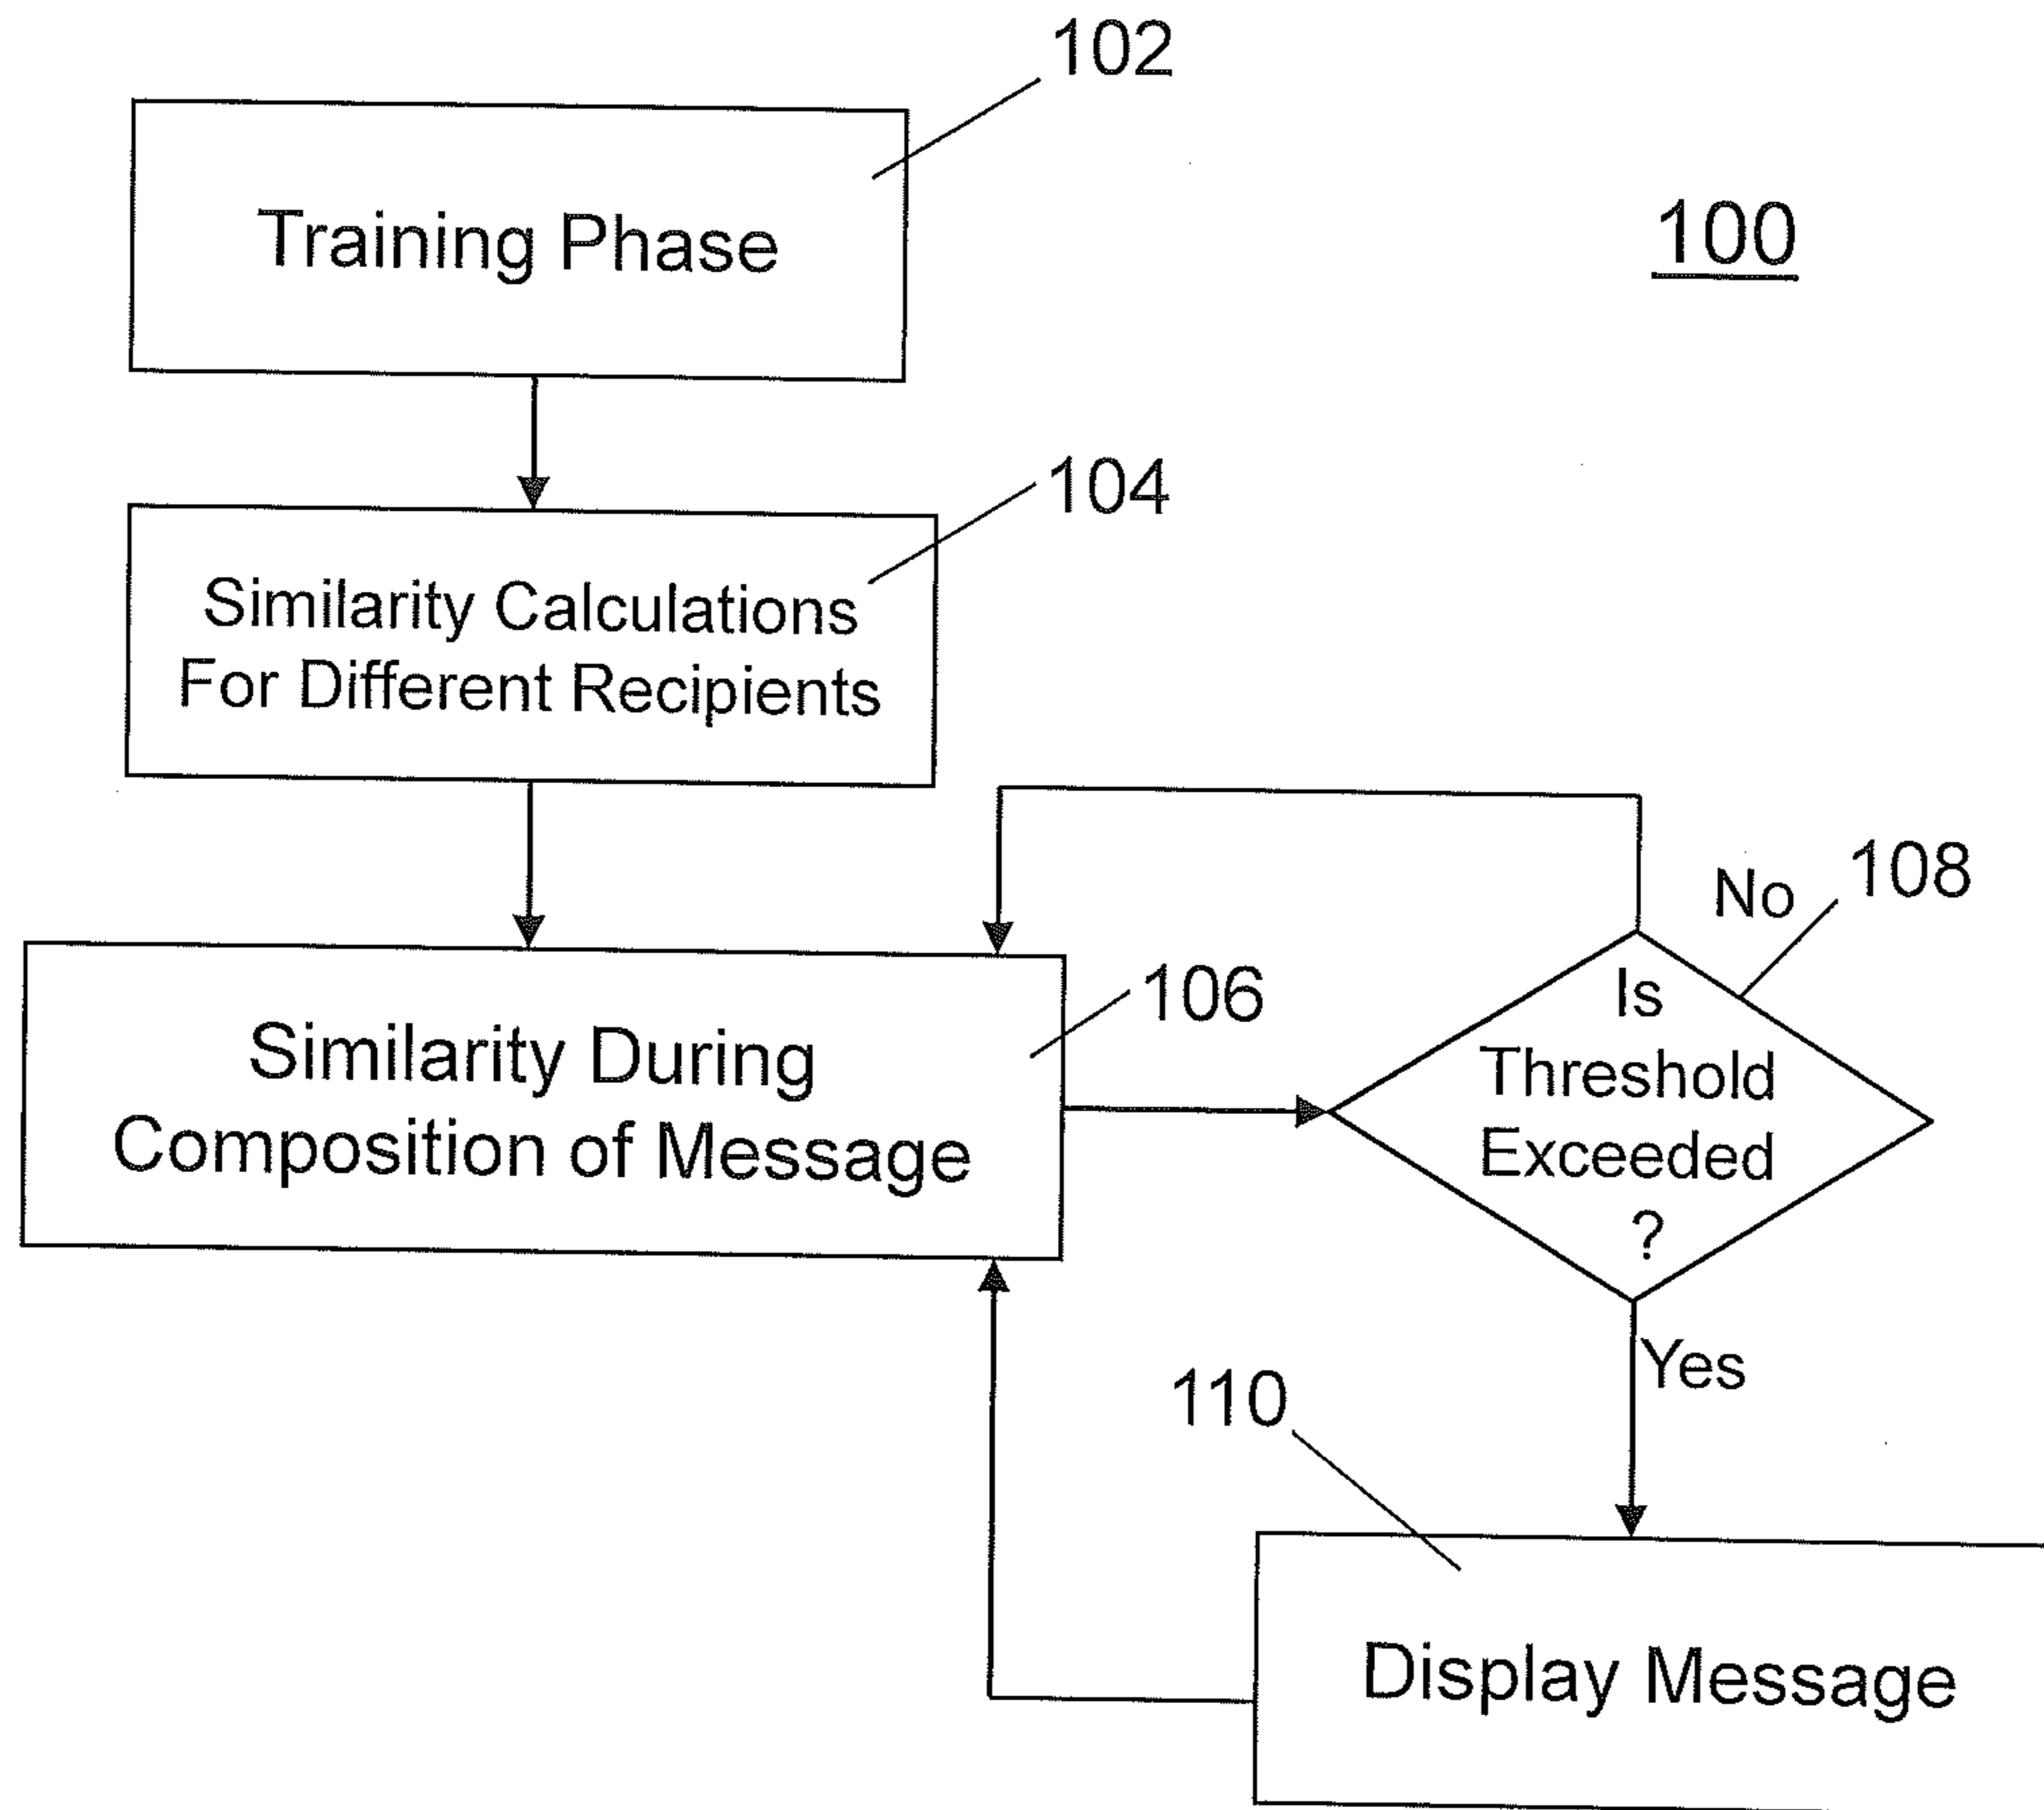 102
Training Phase
100
104
Similarity Calculations
For Different Recipients
No
108
106
Similarity During
Composition of Message
Is
Threshold
Exceeded
?
Yes
110
Display Message